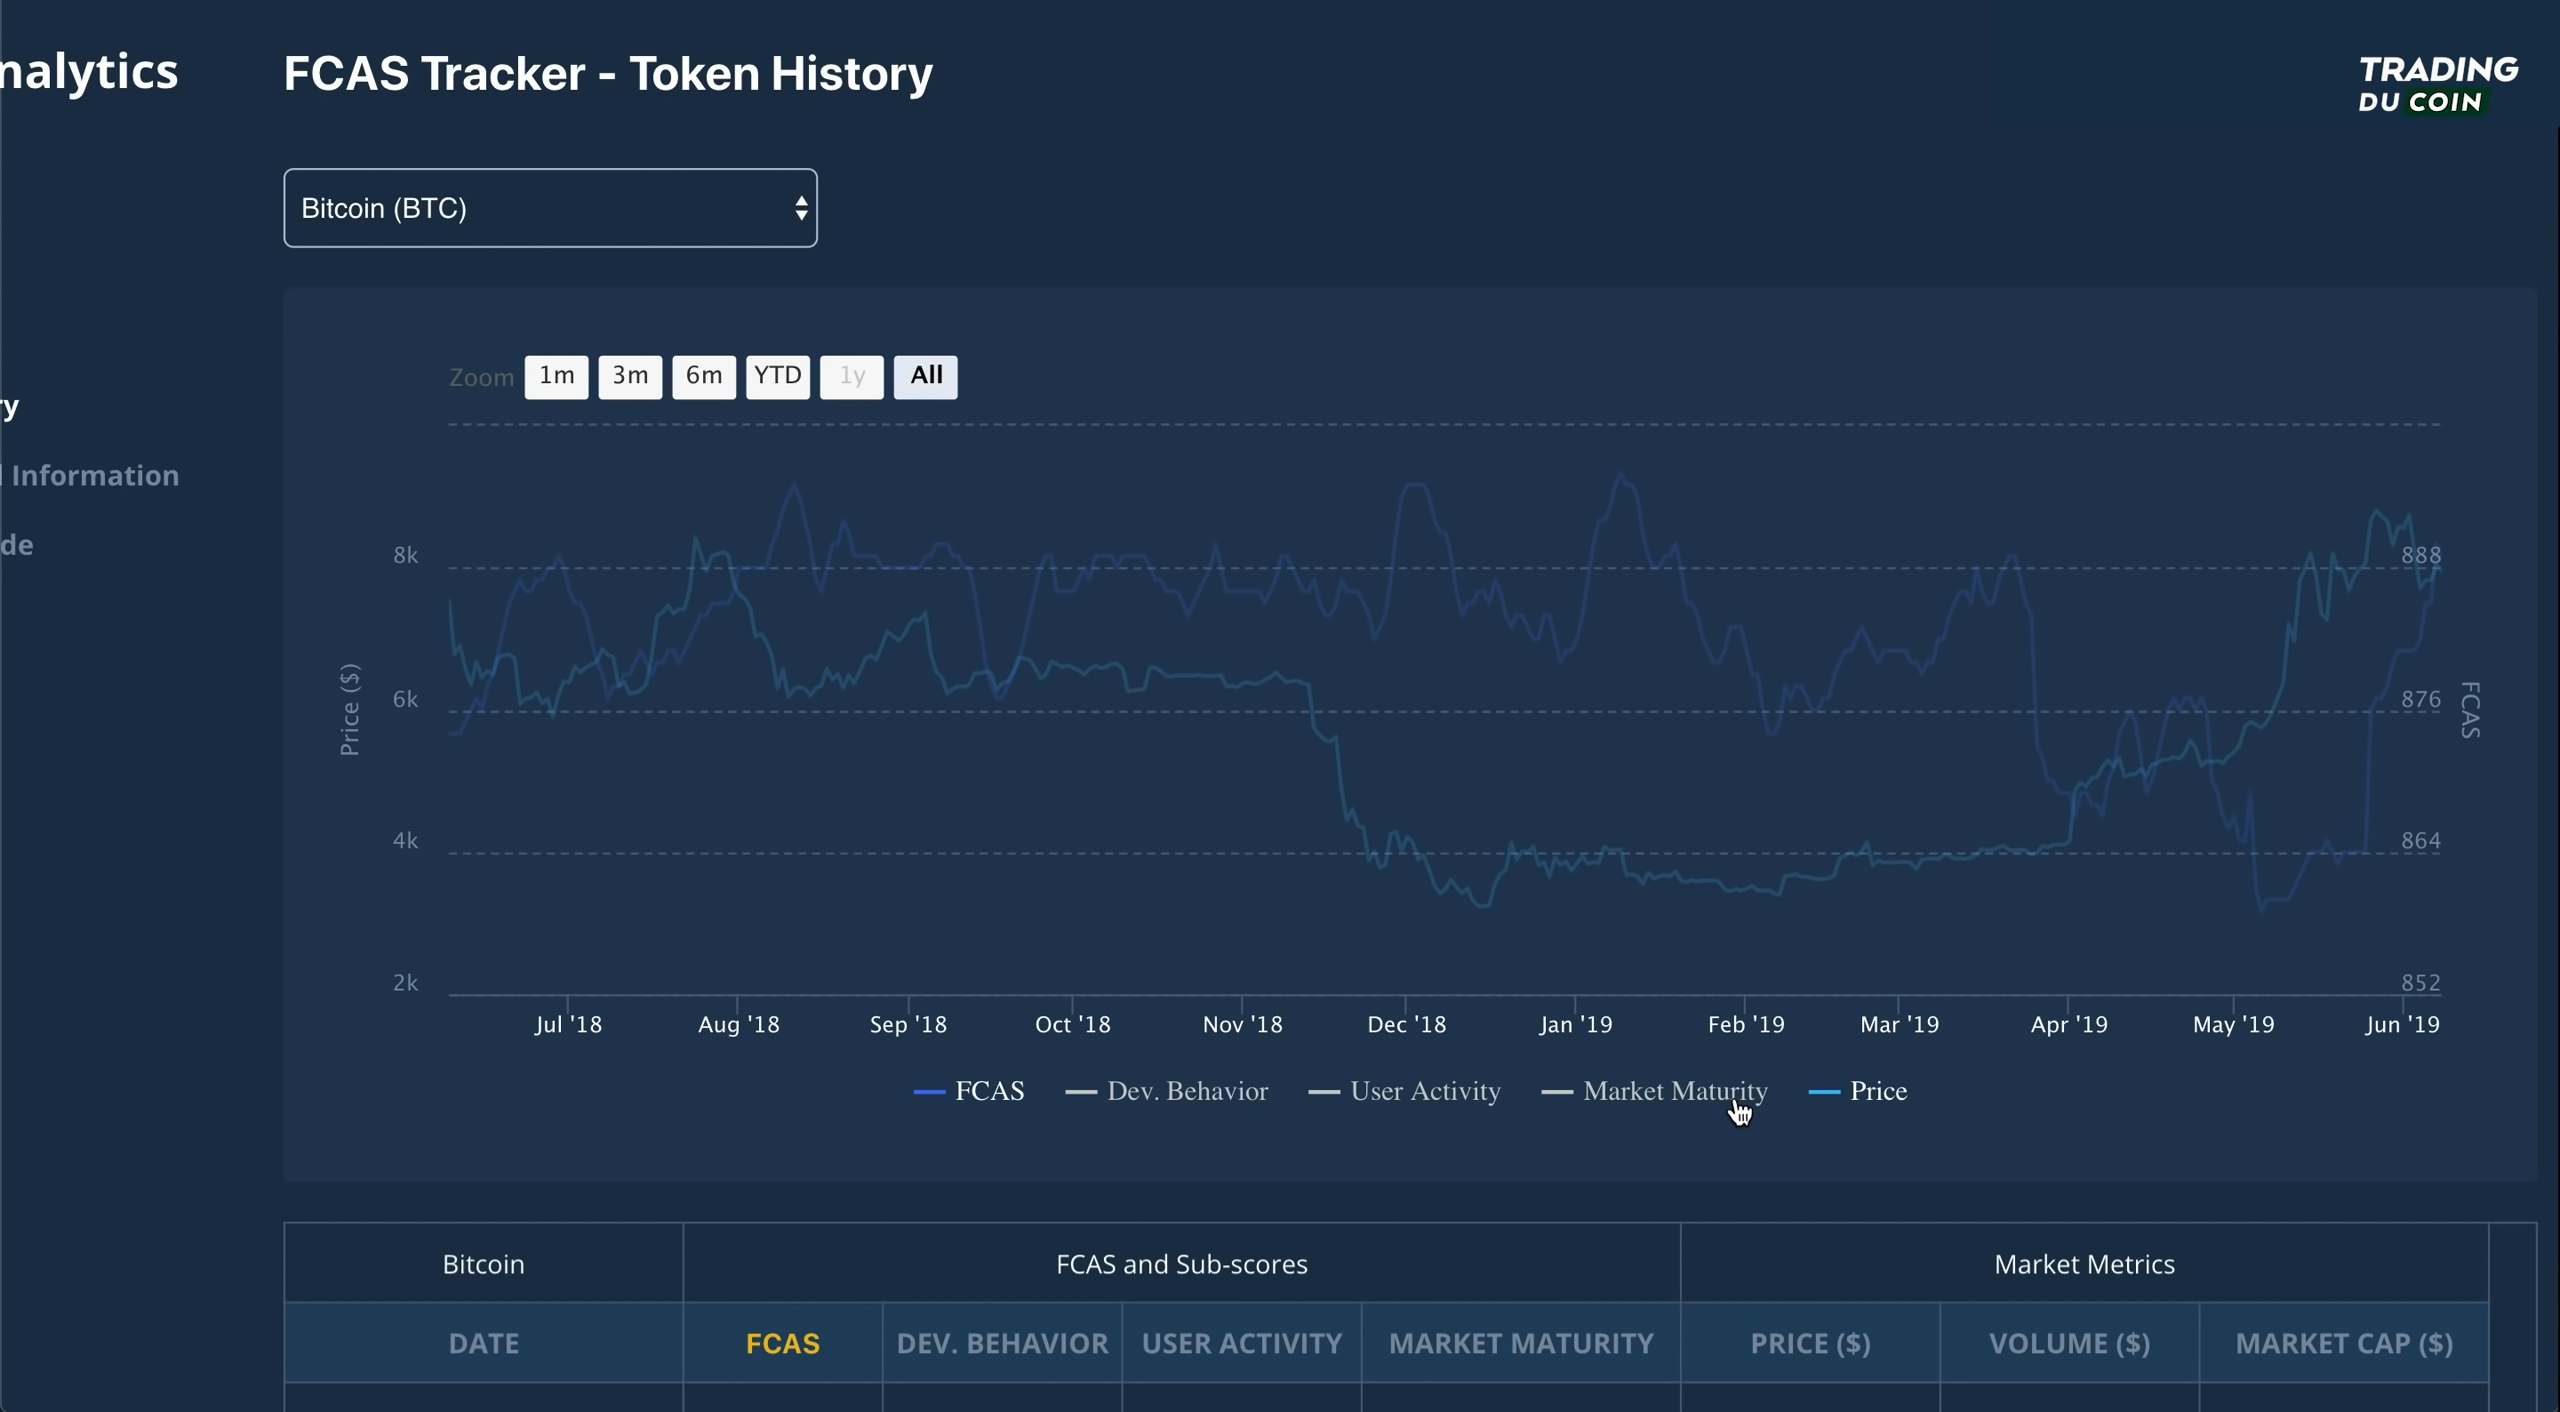 nalytics
FCAS Tracker - Token History
TRADING
DU COIN
Bitcoin (BTC)
ry
Information
de
Zoom 1m 3m 6m YTD 1y All
8k
6k
4k
2k
Price ($)
888
876
864
852
FCAS
Jul '18 Aug '18 Sep '18 Oct '18 Nov '18 Dec '18 Jan '19 Feb '19 Mar '19 Apr '19 May '19 Jun '19
FCAS Dev. Behavior User Activity Market Maturity Price
Bitcoin FCAS and Sub-scores Market Metrics
DATE FCAS DEV. BEHAVIOR USER ACTIVITY MARKET MATURITY PRICE ($) VOLUME ($) MARKET CAP ($)